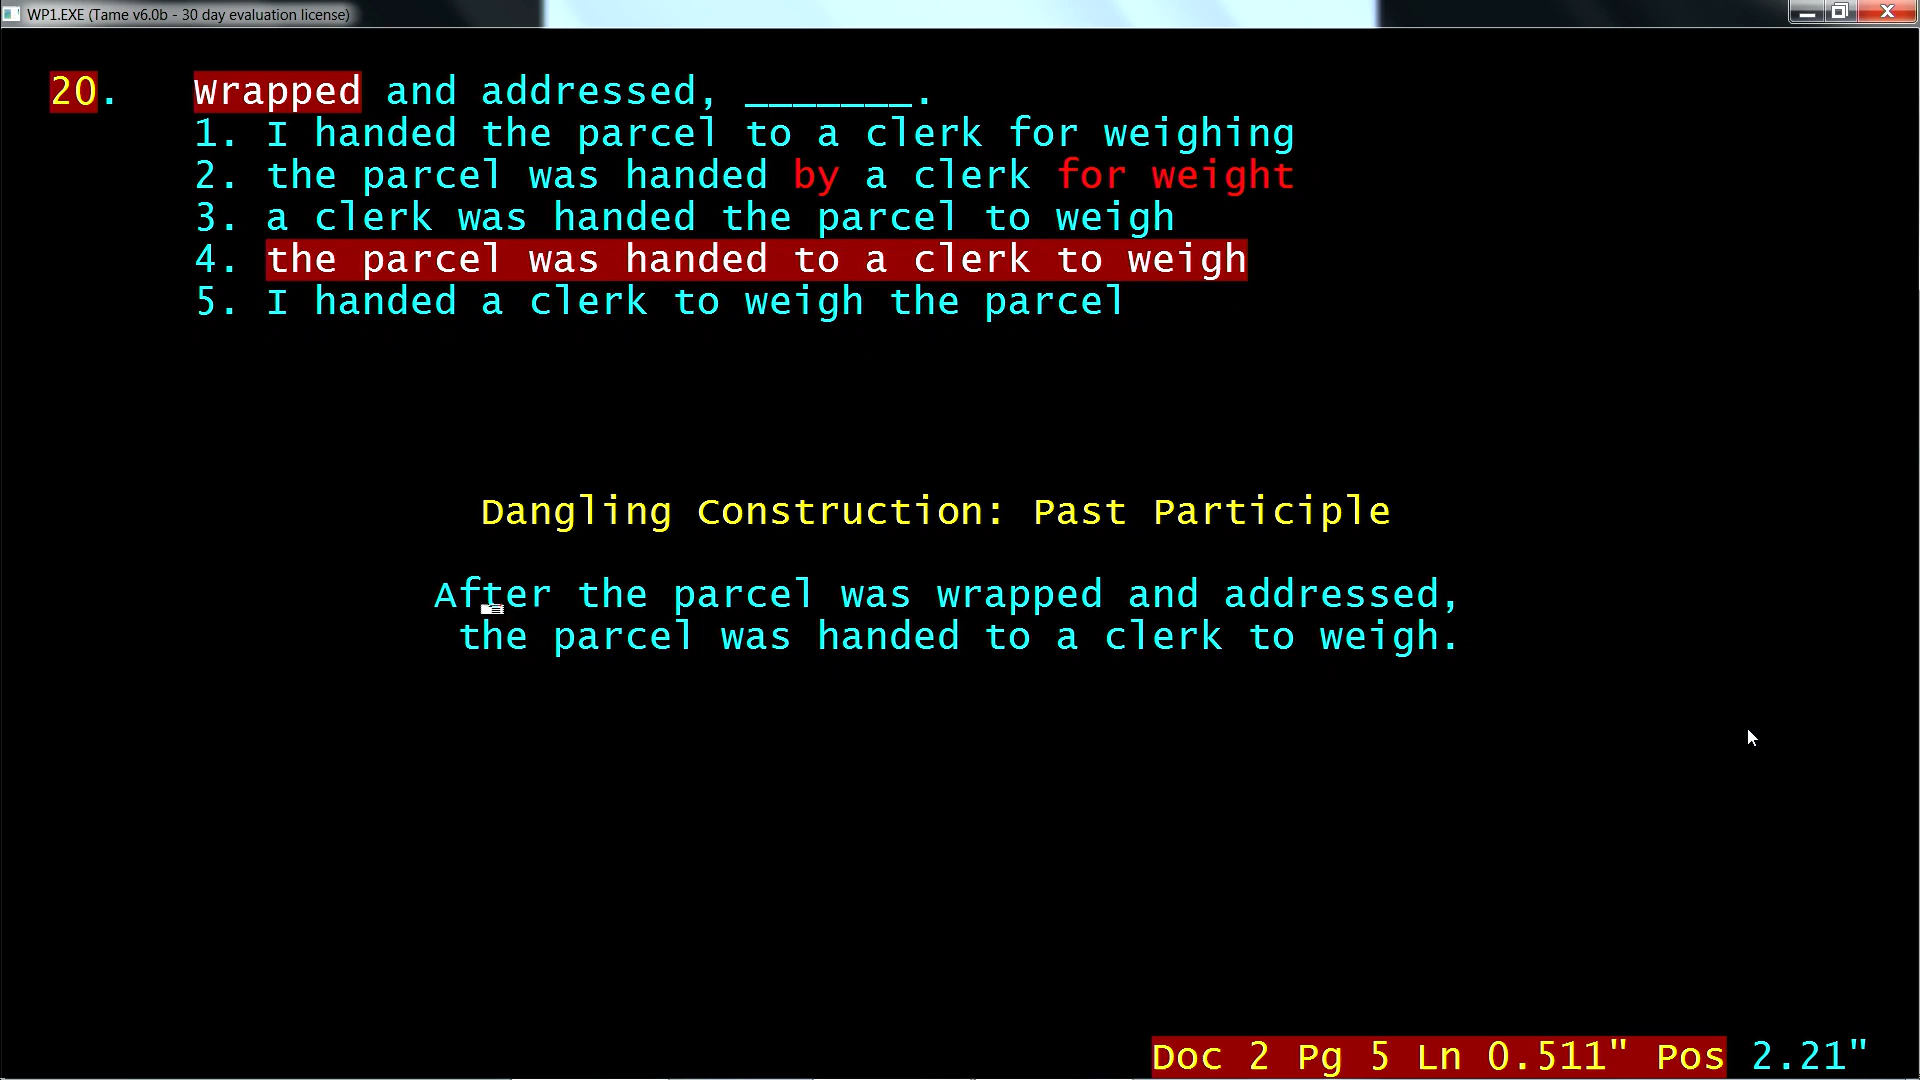 WP1.EXE (Tame v6.0b - 30 day evaluation license)
20. Wrapped and addressed, _______.
1. I handed the parcel to a clerk for weighing
2. the parcel was handed by a clerk for weight
3. a clerk was handed the parcel to weigh
4. the parcel was handed to a clerk to weigh
5. I handed a clerk to weigh the parcel
Dangling Construction: Past Participle
After the parcel was wrapped and addressed,
the parcel was handed to a clerk to weigh.
Doc 2 Pg 5 Ln 0.511" Pos 2.21"